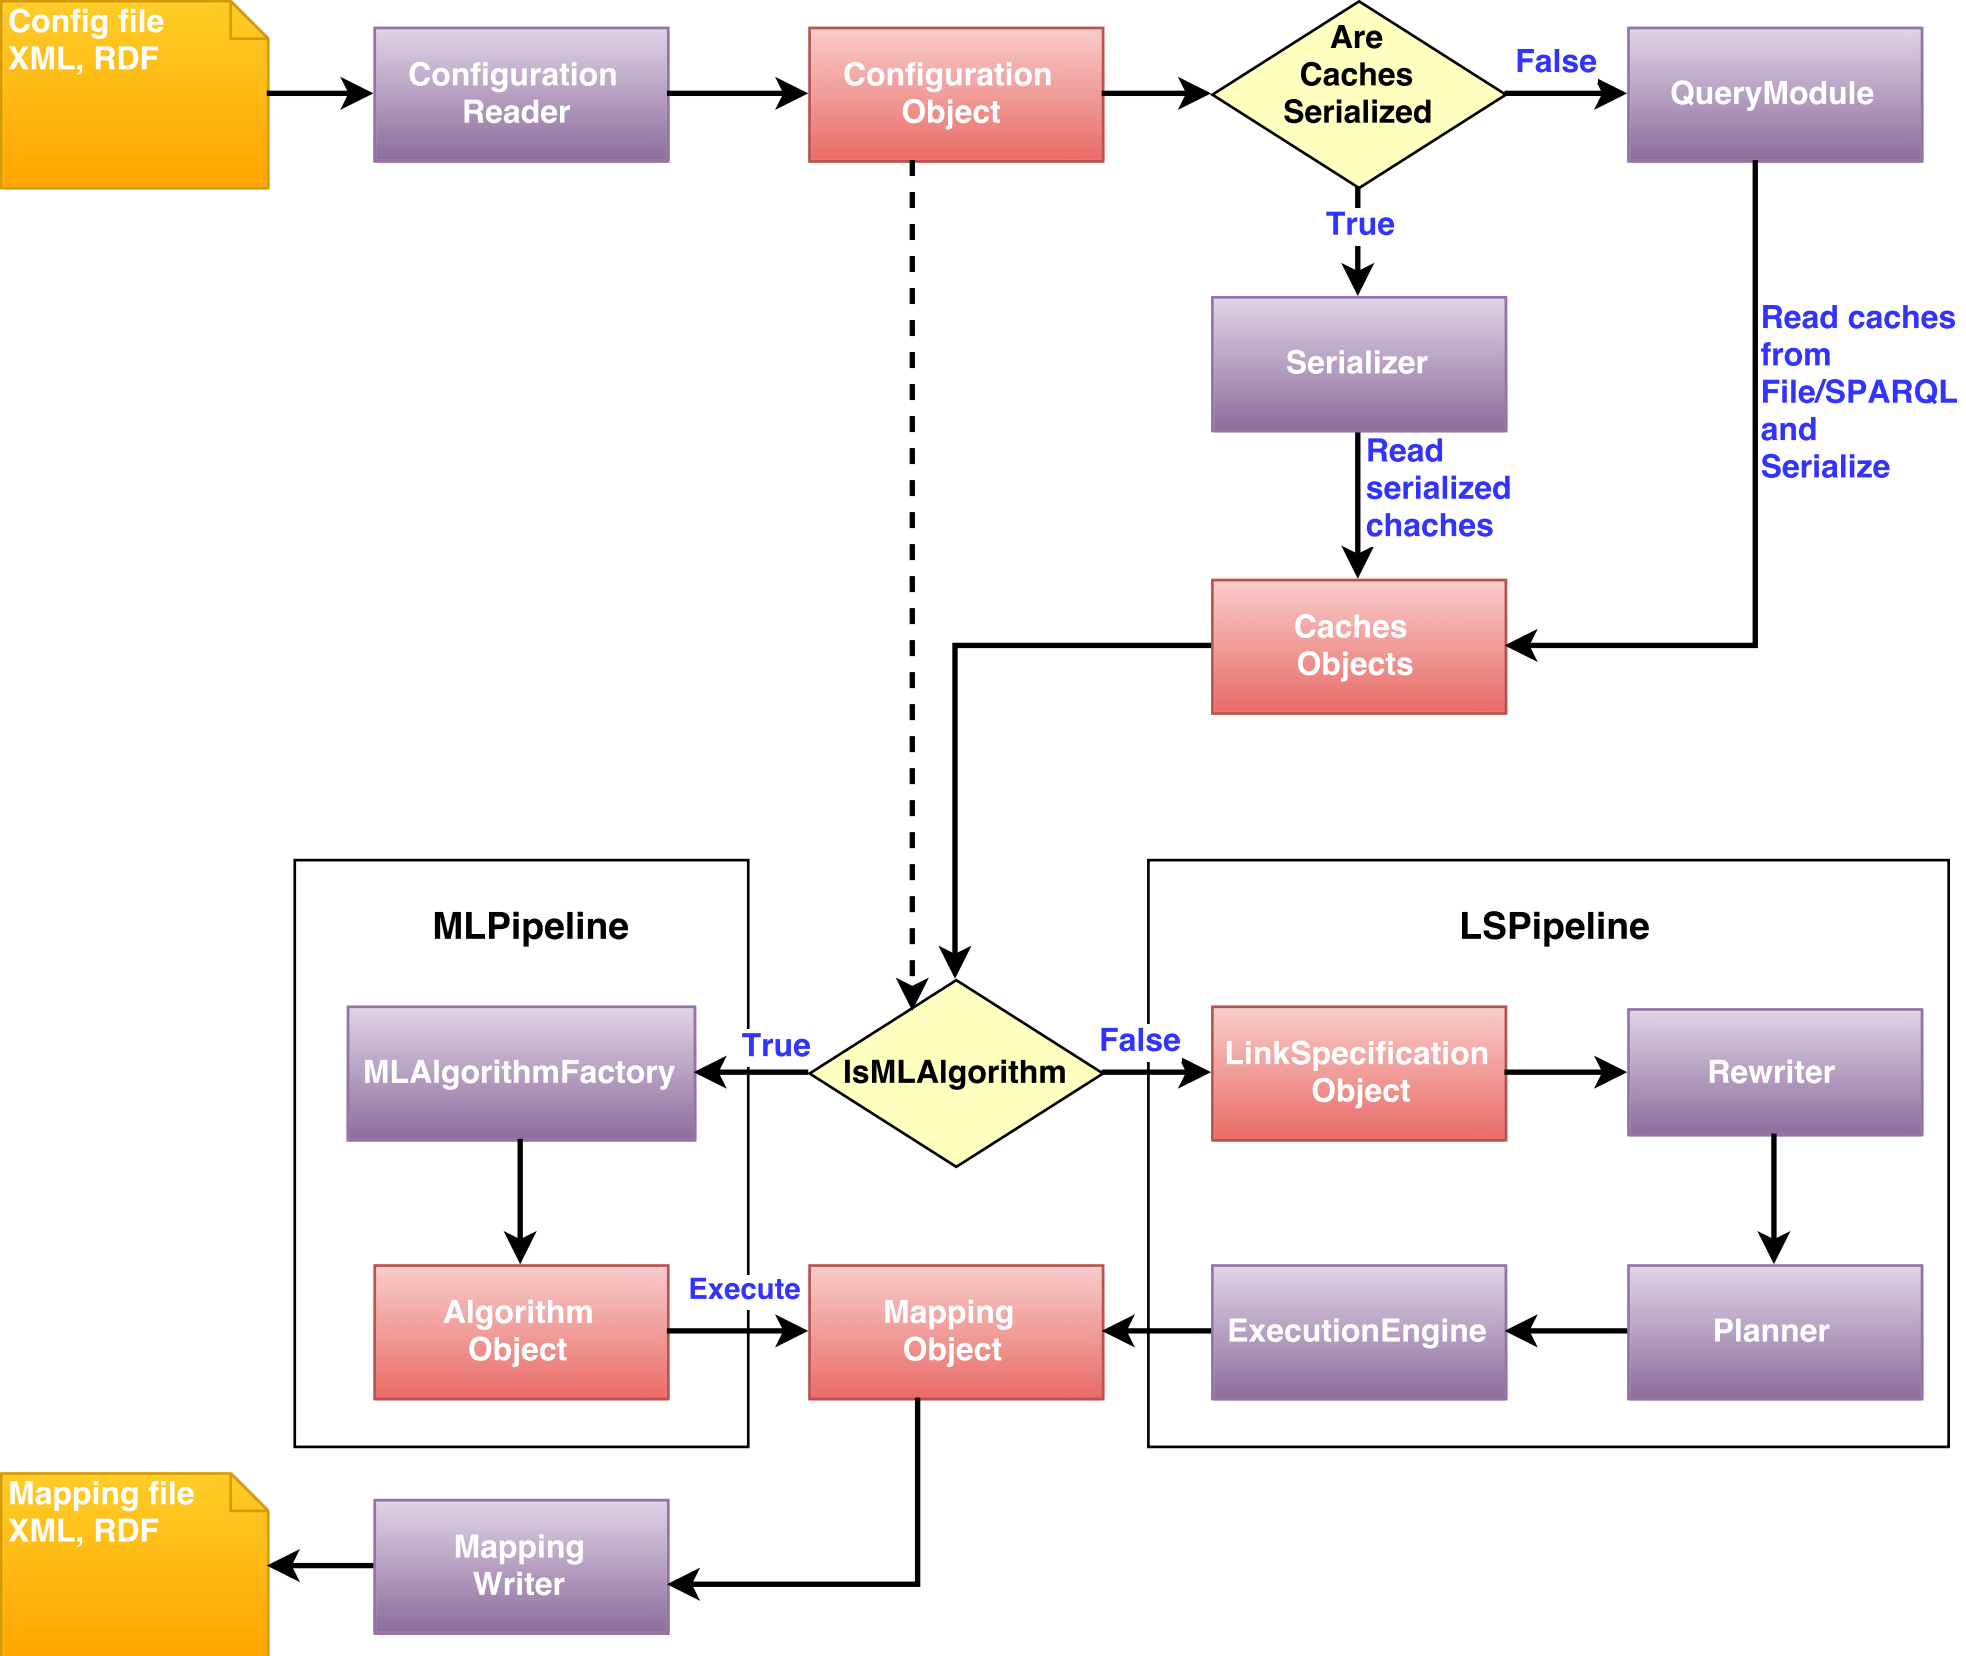 Config file
XML, RDF
Configuration
Reader
Configuration
Object
Are
Caches
Serialized
False
QueryModule
True
Serializer
Read caches
from
File/SPARQL
and
Serialize
Read
serialized
chaches
Caches
Objects
MLPipeline
LSPipeline
MLAlgorithmFactory
True
IsMLAlgorithm
False
LinkSpecification
Object
Rewriter
Algorithm
Object
Execute
Mapping
Object
ExecutionEngine
Planner
Mapping file
XML, RDF
Mapping
Writer